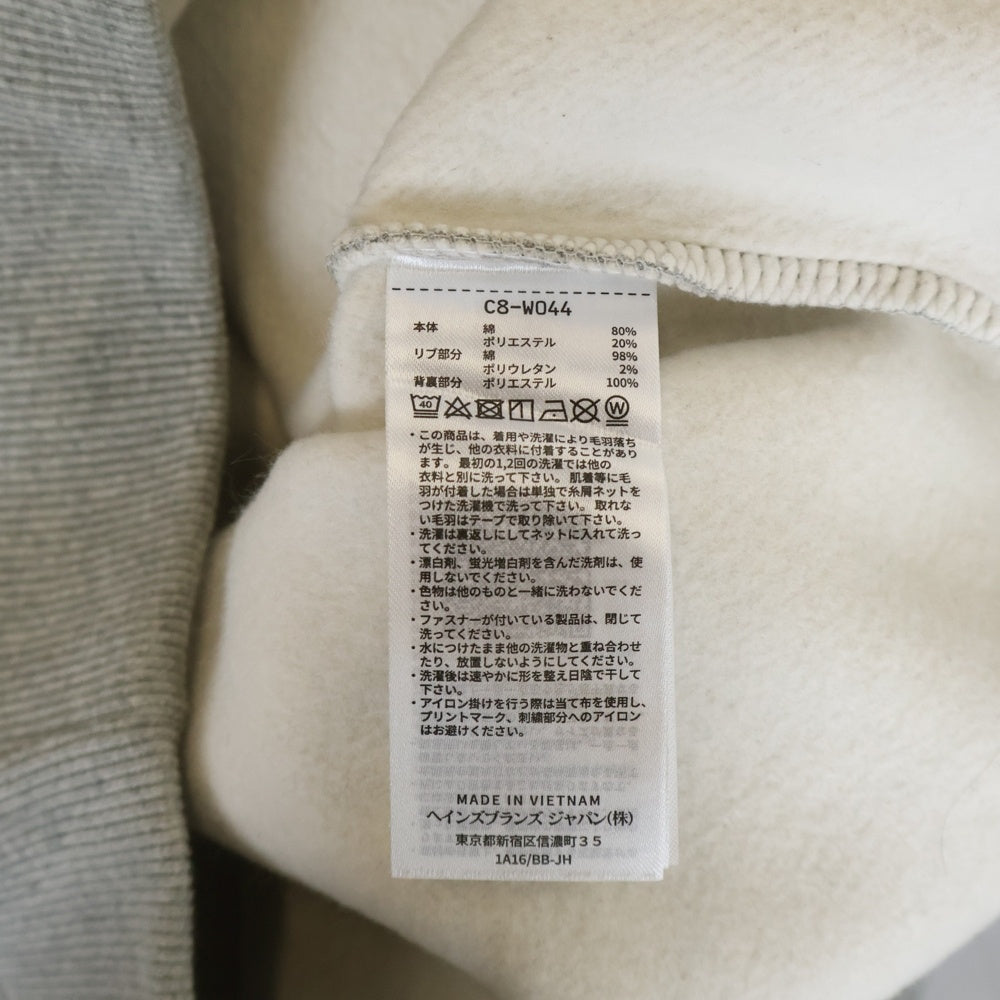 C8-W044
本体 綿 80%
ポリエステル 20%
リブ部分 綿 98%
ポリウレタン 2%
背裏部分 ポリエステル 100%
40 W
・この商品は、着用や洗濯により毛羽落ち
が生じ、他の衣料に付着することがあり
ます。最初の1,2回の洗濯では他の
衣料と別に洗って下さい。 肌着等に毛
羽が付着した場合は単独で糸屑ネットを
つけた洗濯機で洗って下さい。 取れな
い毛羽はテープで取り除いて下さい。
・洗濯は裏返しにしてネットに入れて洗っ
てください。
・漂白剤、蛍光増白剤を含んだ洗剤は、使
用しないでください。
・色物は他のものと一緒に洗わないでくだ
さい。
・ファスナーが付いている製品は、閉じて
洗ってください。
・水につけたまま他の洗濯物と重ね合わせ
たり、放置しないようにしてください。
・洗濯後は速やかに形を整え日陰で干して
下さい。
・アイロン掛けを行う際は当て布を使用し、
プリントマーク、刺繍部分へのアイロン
はお避けください。
MADE IN VIETNAM
ヘインズブランズ ジャパン(株)
東京都新宿区信濃町35
1A16/BB-JH